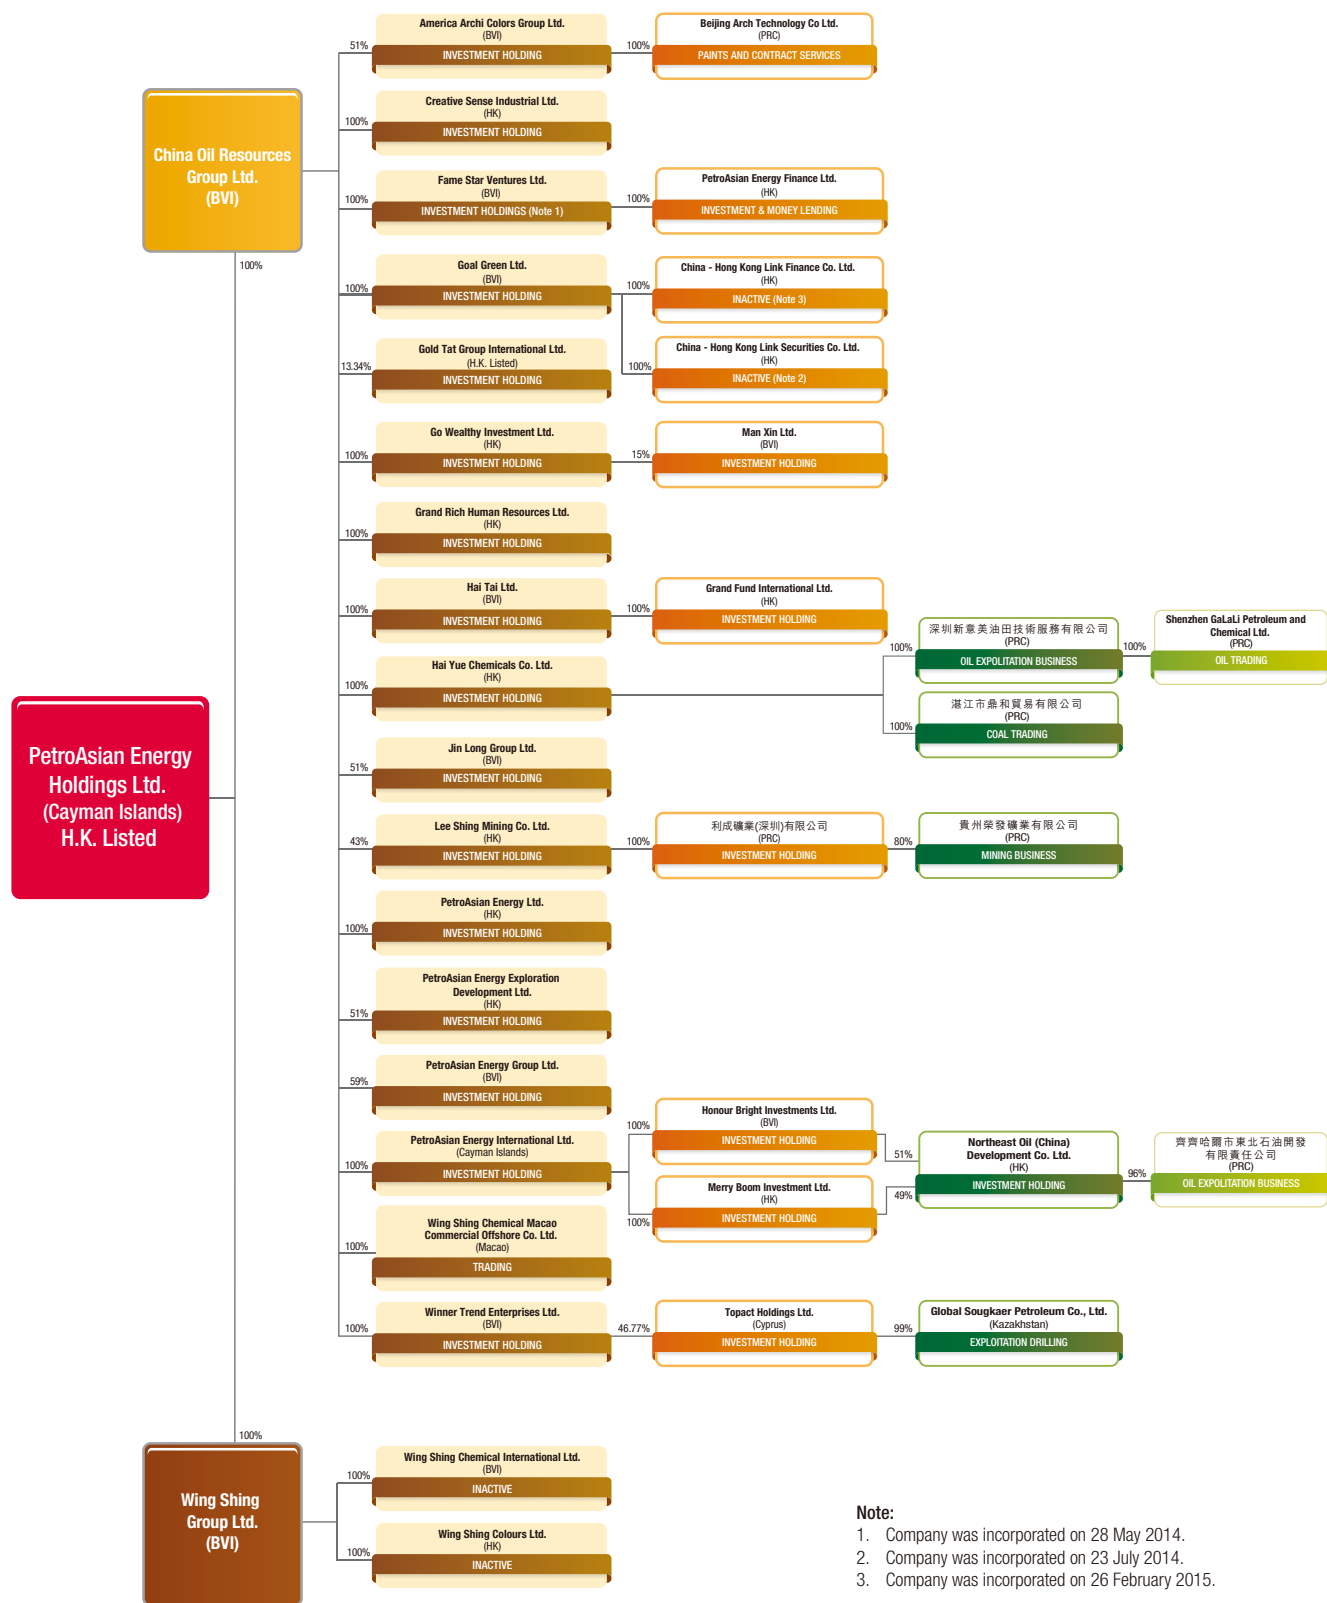 America Archi Colors Group Ltd.
(BVI)
51%
INVESTMENT HOLDING
100%
Beijing Arch Technology Co Ltd.
(PRC)
PAINTS AND CONTRACT SERVICES
Creative Sense Industrial Ltd.
(HK)
100%
INVESTMENT HOLDING
China Oil Resources
Group Ltd.
(BVI)
100%
Fame Star Ventures Ltd.
(BVI)
100%
INVESTMENT HOLDINGS (Note 1)
100%
PetroAsian Energy Finance Ltd.
(HK)
INVESTMENT & MONEY LENDING
Goal Green Ltd.
(BVI)
100%
INVESTMENT HOLDING
100%
China - Hong Kong Link Finance Co. Ltd.
(HK)
INACTIVE (Note 3)
Gold Tat Group International Ltd.
(H.K. Listed)
13.34%
INVESTMENT HOLDING
100%
China - Hong Kong Link Securities Co. Ltd.
(HK)
INACTIVE (Note 2)
Go Wealthy Investment Ltd.
(HK)
100%
INVESTMENT HOLDING
15%
Man Xin Ltd.
(BVI)
INVESTMENT HOLDING
Grand Rich Human Resources Ltd.
(HK)
100%
INVESTMENT HOLDING
Hai Tai Ltd.
(BVI)
100%
INVESTMENT HOLDING
100%
Grand Fund International Ltd.
(HK)
INVESTMENT HOLDING
Hai Yue Chemicals Co. Ltd.
(HK)
100%
INVESTMENT HOLDING
100%
深圳新意美油田技術服務有限公司
(PRC)
OIL EXPOLITATION BUSINESS
100%
Shenzhen GaLaLi Petroleum and
Chemical Ltd.
(PRC)
OIL TRADING
100%
湛江市鼎和貿易有限公司
(PRC)
COAL TRADING
PetroAsian Energy
Holdings Ltd.
(Cayman Islands)
H.K. Listed
Jin Long Group Ltd.
(BVI)
51%
INVESTMENT HOLDING
Lee Shing Mining Co. Ltd.
(HK)
43%
INVESTMENT HOLDING
100%
利成礦業(深圳)有限公司
(PRC)
INVESTMENT HOLDING
80%
貴州榮發礦業有限公司
(PRC)
MINING BUSINESS
PetroAsian Energy Ltd.
(HK)
100%
INVESTMENT HOLDING
PetroAsian Energy Exploration
Development Ltd.
(HK)
51%
INVESTMENT HOLDING
PetroAsian Energy Group Ltd.
(BVI)
59%
INVESTMENT HOLDING
PetroAsian Energy International Ltd.
(Cayman Islands)
100%
INVESTMENT HOLDING
100%
Honour Bright Investments Ltd.
(BVI)
INVESTMENT HOLDING
51%
100%
Merry Boom Investment Ltd.
(HK)
INVESTMENT HOLDING
49%
Northeast Oil (China)
Development Co. Ltd.
(HK)
INVESTMENT HOLDING
96%
齊齊哈爾市東北石油開發
有限責任公司
(PRC)
OIL EXPOLITATION BUSINESS
Wing Shing Chemical Macao
Commercial Offshore Co. Ltd.
(Macao)
100%
TRADING
Winner Trend Enterprises Ltd.
(BVI)
100%
INVESTMENT HOLDING
46.77%
Topact Holdings Ltd.
(Cyprus)
INVESTMENT HOLDING
99%
Global Sougkaer Petroleum Co., Ltd.
(Kazakhstan)
EXPLOITATION DRILLING
100%
Wing Shing
Group Ltd.
(BVI)
Wing Shing Chemical International Ltd.
(BVI)
100%
INACTIVE
Wing Shing Colours Ltd.
(HK)
100%
INACTIVE
Note:
1. Company was incorporated on 28 May 2014.
2. Company was incorporated on 23 July 2014.
3. Company was incorporated on 26 February 2015.